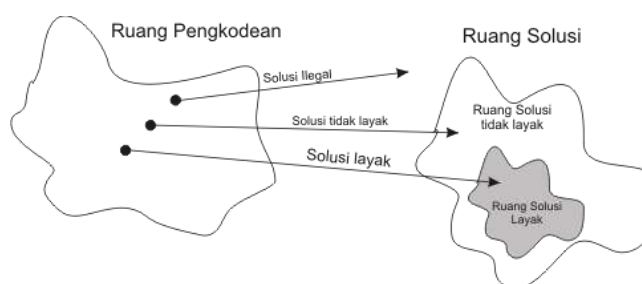 Ruang Pengkodean
Ruang Solusi
Solusi Ilegal
Solusi tidak layak
Solusi layak
Ruang Solusi
tidak layak
Ruang Solusi
Layak